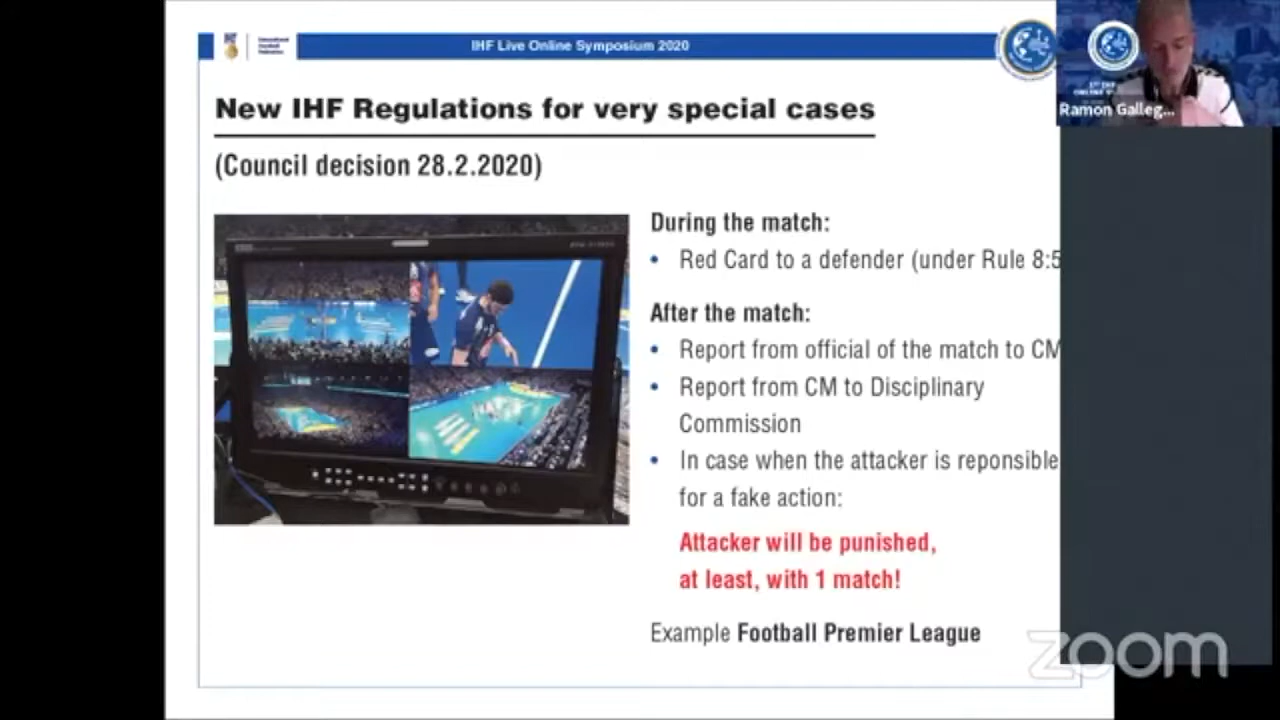 IHF Live Online Symposium 2020
New IHF Regulations for very special cases
(Council decision 28.2.2020)
During the match:
• Red Card to a defender (under Rule 8:5
After the match:
• Report from official of the match to CM
• Report from CM to Disciplinary
Commission
• In case when the attacker is reponsible
for a fake action:
Attacker will be punished,
at least, with 1 match!
Example Football Premier League
Ramon Galleg...
zoom